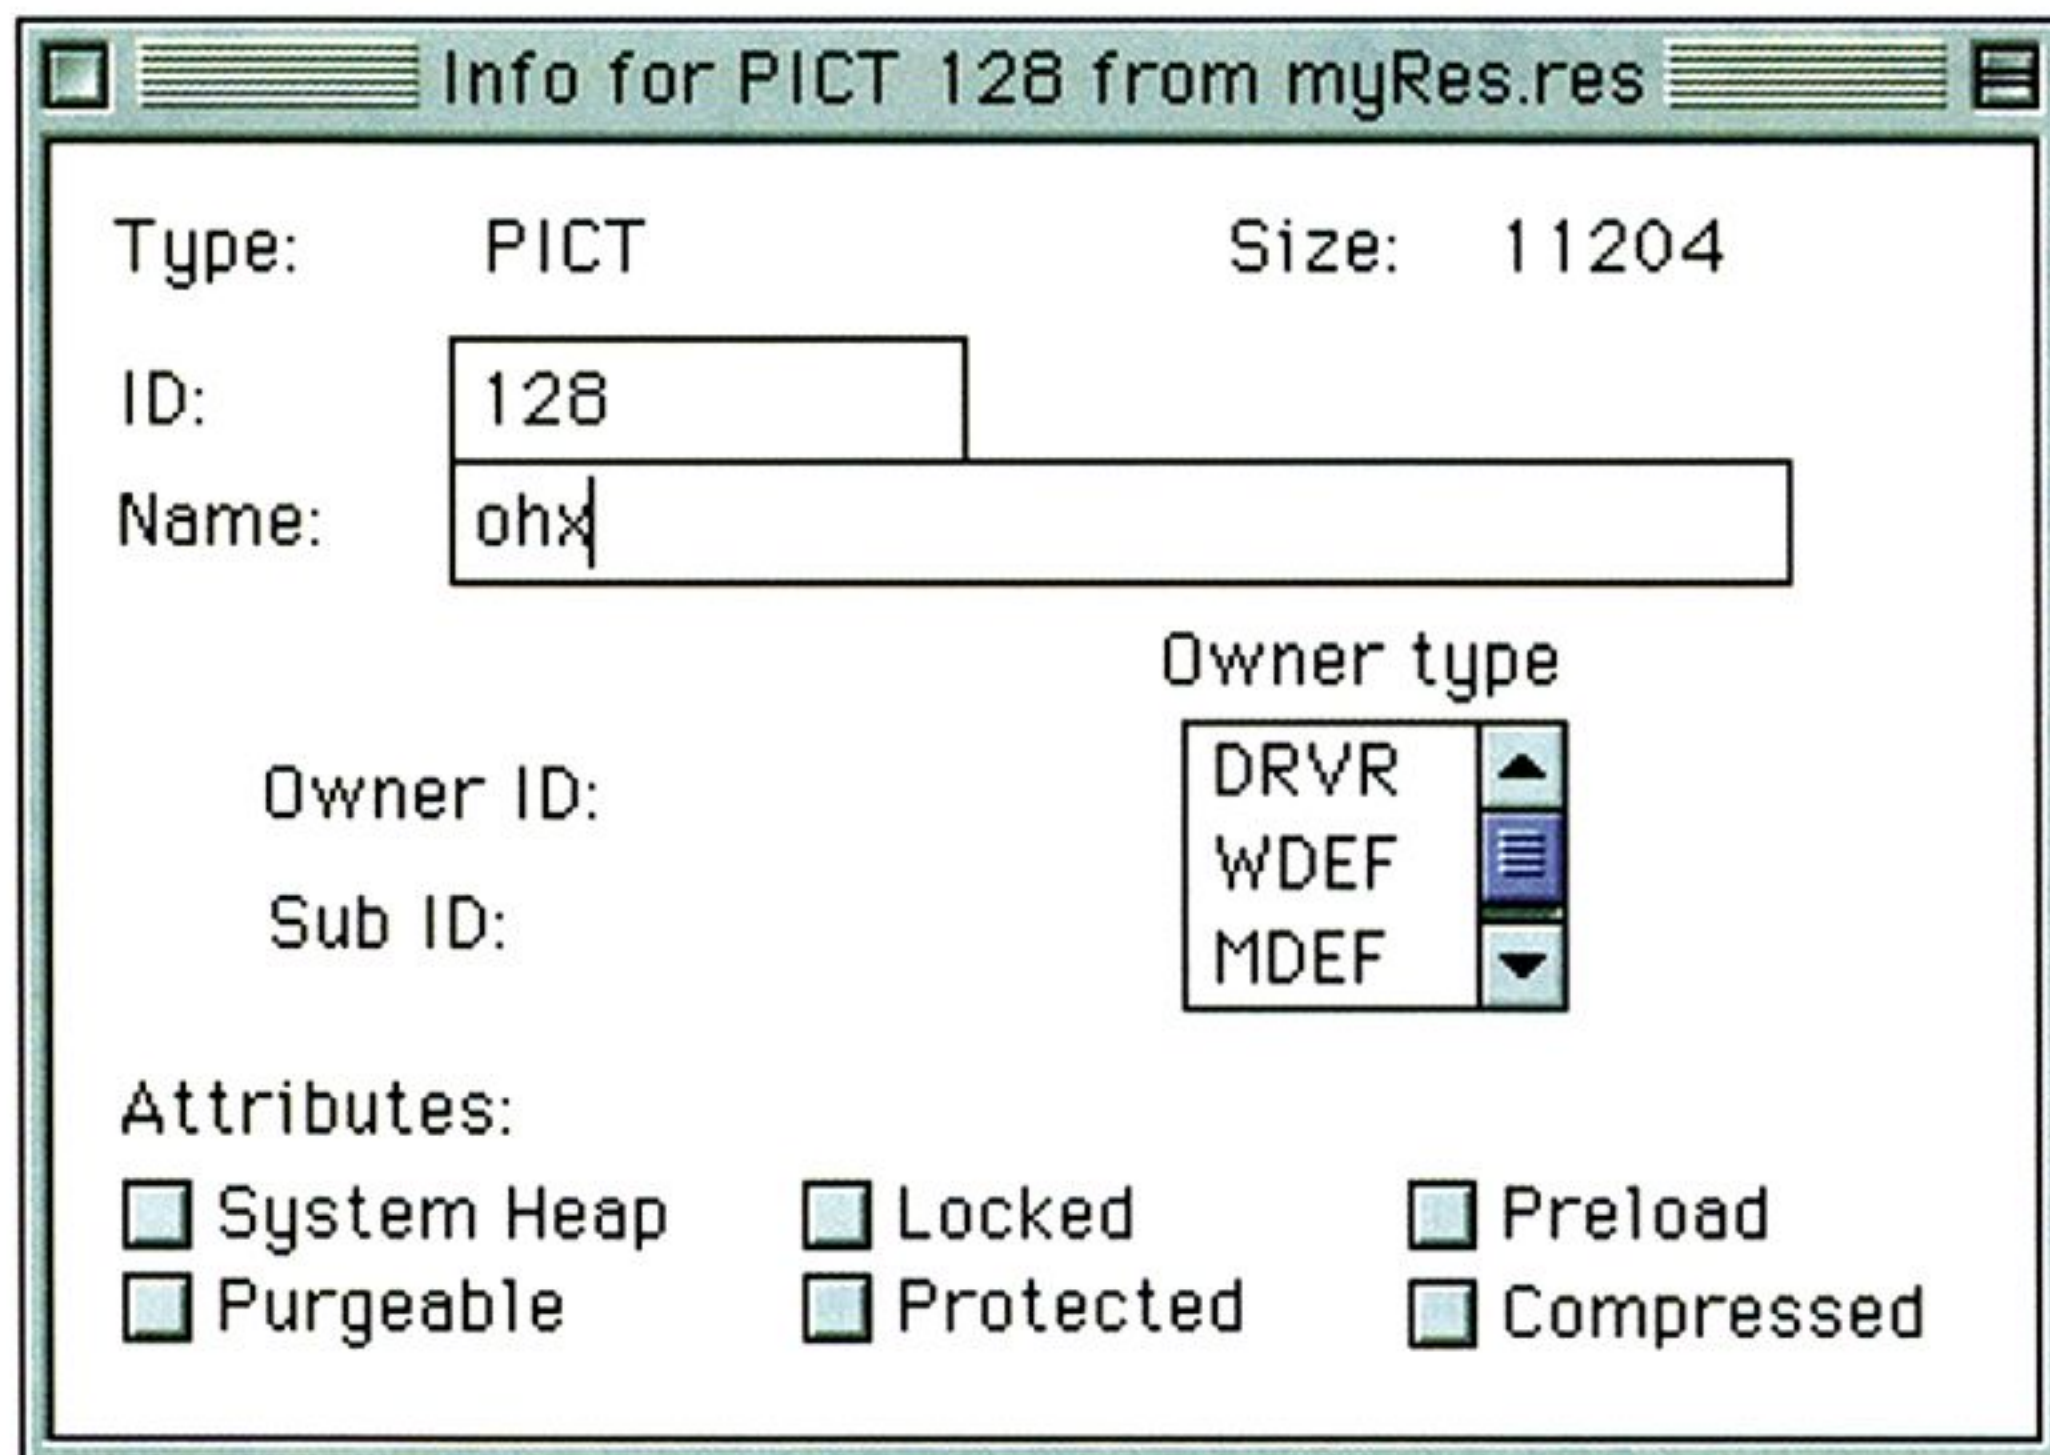 Info for PICT 128 from myRes.res
Type: PICT Size: 11204
ID: 128
Name: ohx
Owner type
DRVR
WDEF
MDEF
Owner ID:
Sub ID:
Attributes:
System Heap Locked Preload
Purgeable Protected Compressed